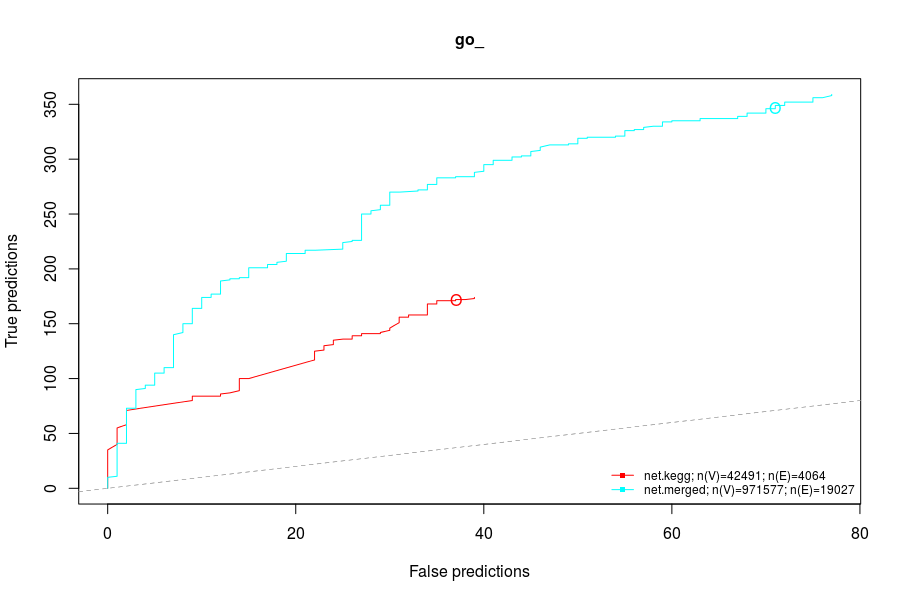 go_
True predictions
350
300
250
200
150
100
50
0
0 20 40 60 80
False predictions
net.kegg; n(V)=42491; n(E)=4064
net.merged; n(V)=971577; n(E)=19027